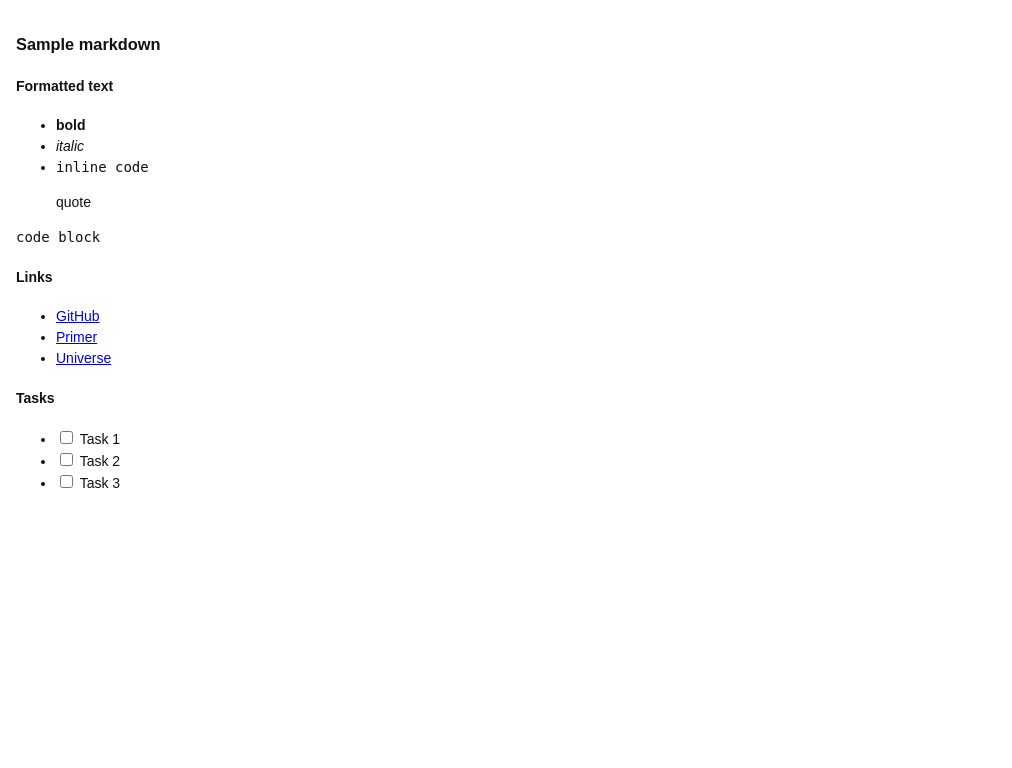 Sample markdown
Formatted text
bold
italic
inline code
quote
code block
Links
GitHub
Primer
Universe
Tasks
Task 1
Task 2
Task 3